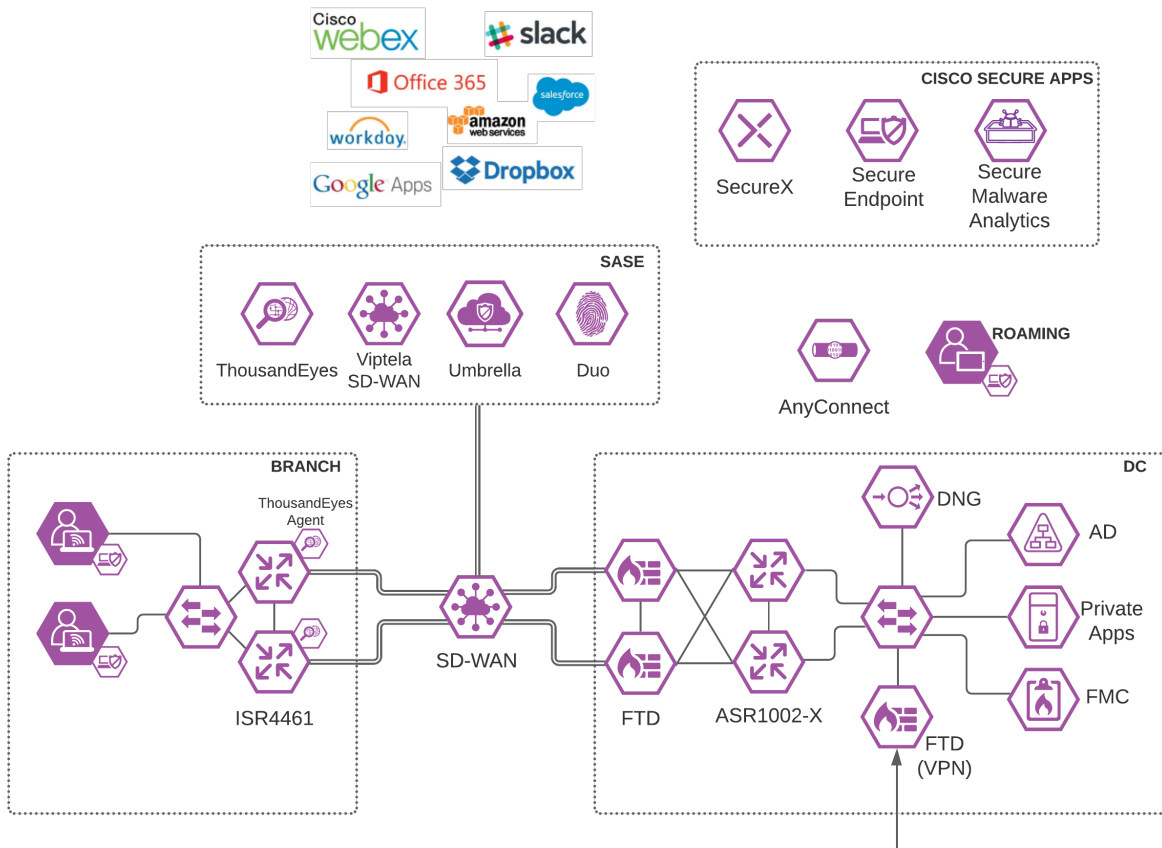 Cisco
webex
slack
Office 365
salesforce
workday.
amazon
web services
Google Apps
Dropbox
CISCO SECURE APPS
SecureX
Secure
Endpoint
Secure
Malware
Analytics
SASE
ThousandEyes
Viptela
SD-WAN
Umbrella
Duo
AnyConnect
ROAMING
BRANCH
ThousandEyes
Agent
ISR4461
SD-WAN
DC
DNG
AD
Private
Apps
FMC
FTD
ASR1002-X
FTD
(VPN)